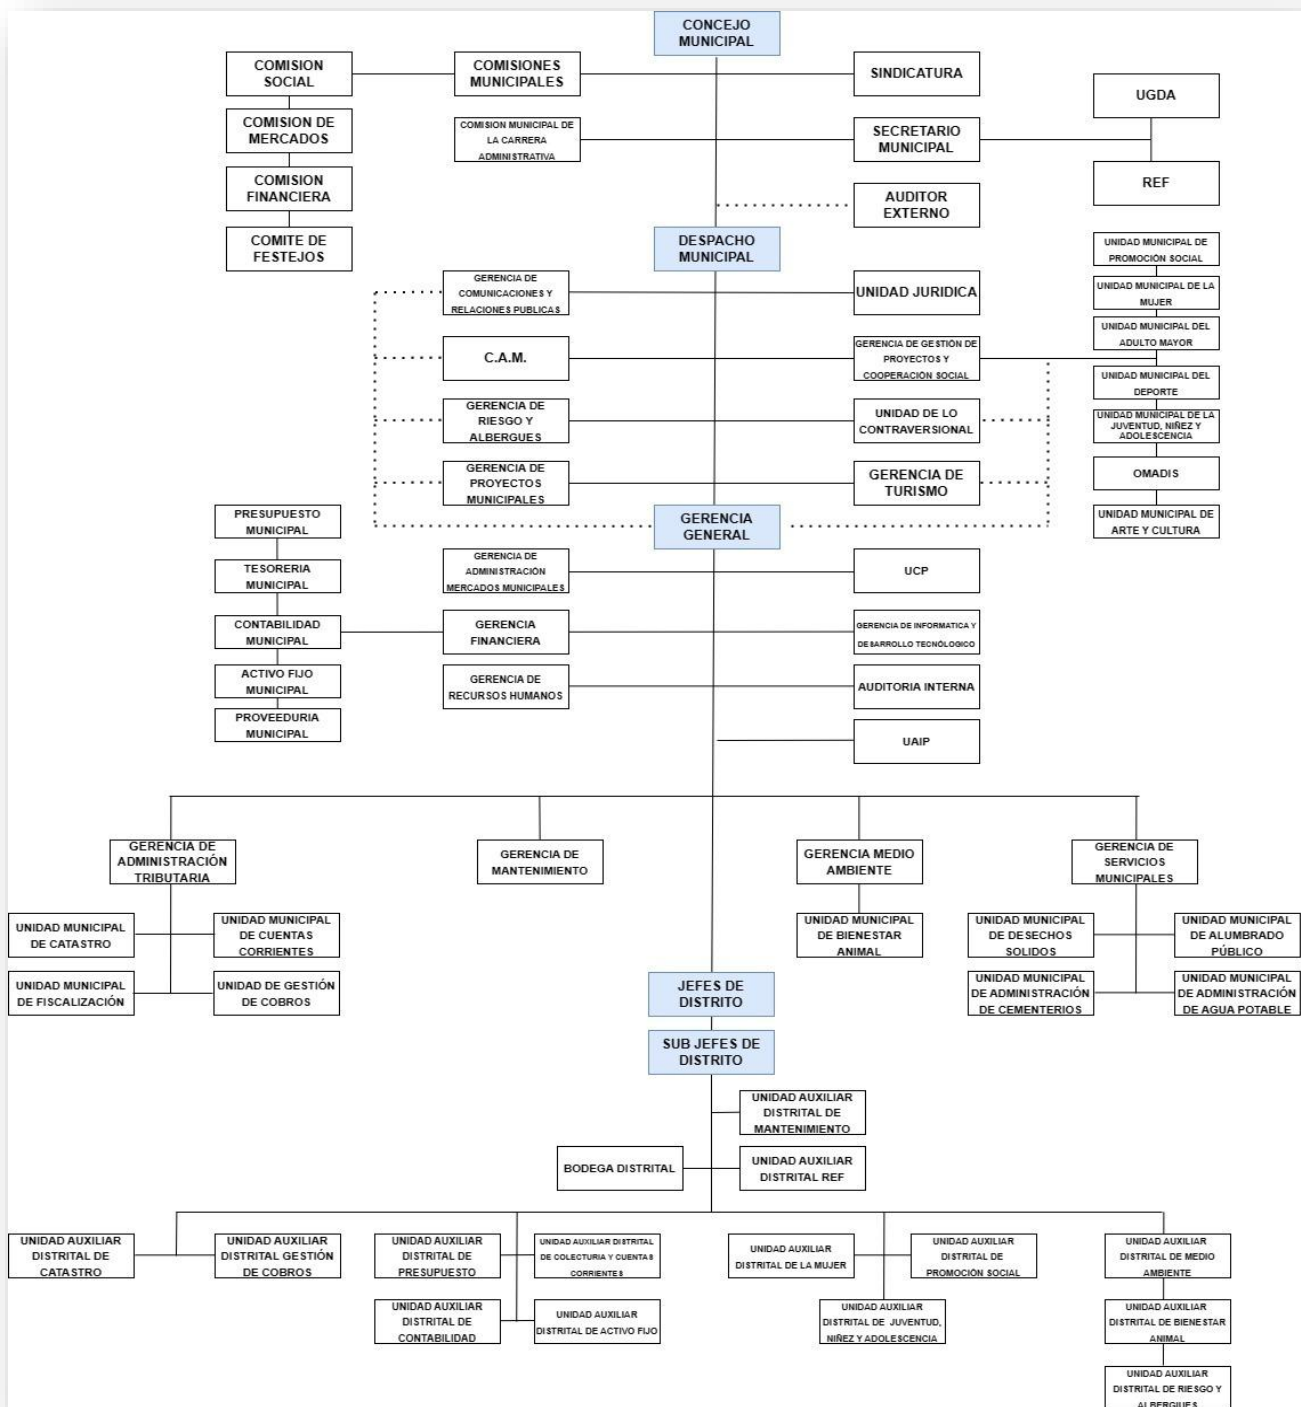 CONCEJO
MUNICIPAL
COMISION
SOCIAL
COMISIONES
MUNICIPALES
SINDICATURA
UGDA
COMISION DE
MERCADOS
COMISION MUNICIPAL DE
LA CARRERA
ADMINISTRATIVA
SECRETARIO
MUNICIPAL
COMISION
FINANCIERA
REF
AUDITOR
EXTERNO
COMITE DE
FESTEJOS
DESPACHO
MUNICIPAL
UNIDAD MUNICIPAL DE
PROMOCIÓN SOCIAL
GERENCIA DE
COMUNICACIONES Y
RELACIONES PUBLICAS
UNIDAD JURIDICA
UNIDAD MUNICIPAL DE LA
MUJER
UNIDAD MUNICIPAL DEL
ADULTO MAYOR
C.A.M.
GERENCIA DE GESTIÓN DE
PROYECTOS Y
COOPERACIÓN SOCIAL
UNIDAD MUNICIPAL DEL
DEPORTE
GERENCIA DE
RIESGO Y
ALBERGUES
UNIDAD DE LO
CONTRAVERSIONAL
UNIDAD MUNICIPAL DE LA
JUVENTUD, NIÑEZ Y
ADOLESCENCIA
GERENCIA DE
PROYECTOS
MUNICIPALES
GERENCIA DE
TURISMO
OMADIS
PRESUPUESTO
MUNICIPAL
GERENCIA
GENERAL
UNIDAD MUNICIPAL DE
ARTE Y CULTURA
TESORERIA
MUNICIPAL
GERENCIA DE
ADMINISTRACIÓN
MERCADOS MUNICIPALES
UCP
CONTABILIDAD
MUNICIPAL
GERENCIA
FINANCIERA
GERENCIA DE INFORMATICA Y
DESARROLLO TECNÓLOGICO
ACTIVO FIJO
MUNICIPAL
GERENCIA DE
RECURSOS HUMANOS
AUDITORIA INTERNA
PROVEEDURIA
MUNICIPAL
UAIP
GERENCIA DE
ADMINISTRACIÓN
TRIBUTARIA
GERENCIA DE
MANTENIMIENTO
GERENCIA MEDIO
AMBIENTE
GERENCIA DE
SERVICIOS
MUNICIPALES
UNIDAD MUNICIPAL
DE CATASTRO
UNIDAD MUNICIPAL
DE CUENTAS
CORRIENTES
UNIDAD MUNICIPAL
DE BIENESTAR
ANIMAL
UNIDAD MUNICIPAL
DE DESECHOS
SOLIDOS
UNIDAD MUNICIPAL
DE ALUMBRADO
PÚBLICO
UNIDAD MUNICIPAL
DE FISCALIZACIÓN
UNIDAD DE GESTIÓN
DE COBROS
JEFES DE
DISTRITO
UNIDAD MUNICIPAL
DE ADMINISTRACIÓN
DE CEMENTERIOS
UNIDAD MUNICIPAL
DE ADMINISTRACIÓN
DE AGUA POTABLE
SUB JEFES DE
DISTRITO
UNIDAD AUXILIAR
DISTRITAL DE
MANTENIMIENTO
BODEGA DISTRITAL
UNIDAD AUXILIAR
DISTRITAL REF
UNIDAD AUXILIAR
DISTRITAL DE
CATASTRO
UNIDAD AUXILIAR
DISTRITAL GESTIÓN
DE COBROS
UNIDAD AUXILIAR
DISTRITAL DE
PRESUPUESTO
UNIDAD AUXILIAR DISTRITAL
DE COLECTURIA Y CUENTAS
CORRIENTES
UNIDAD AUXILIAR
DISTRITAL DE LA MUJER
UNIDAD AUXILIAR
DISTRITAL DE
PROMOCIÓN SOCIAL
UNIDAD AUXILIAR
DISTRITAL DE MEDIO
AMBIENTE
UNIDAD AUXILIAR
DISTRITAL DE
CONTABILIDAD
UNIDAD AUXILIAR
DISTRITAL DE ACTIVO FIJO
UNIDAD AUXILIAR
DISTRITAL DE JUVENTUD,
NIÑEZ Y ADOLESCENCIA
UNIDAD AUXILIAR
DISTRITAL DE BIENESTAR
ANIMAL
UNIDAD AUXILIAR
DISTRITAL DE RIESGO Y
ALBERGUES